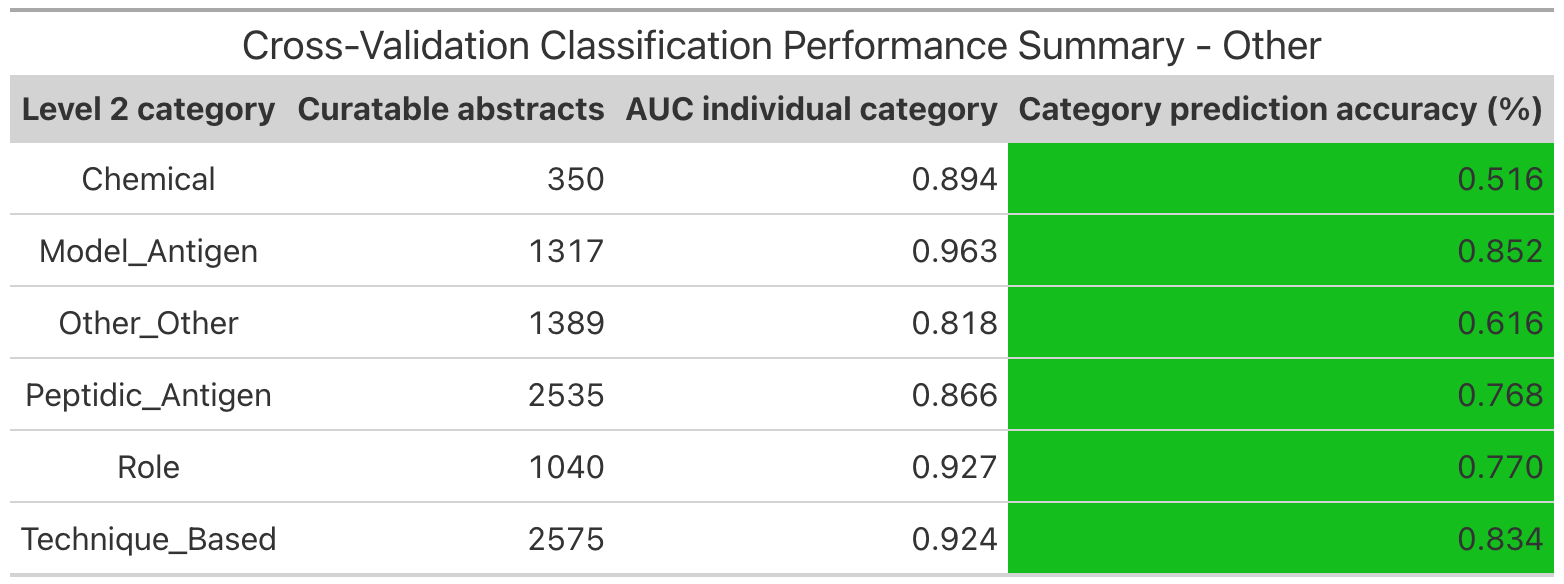 Cross-Validation Classification Performance Summary - Other
Level 2 category Curatable abstracts AUC individual category Category prediction accuracy (%)
Chemical 350 0.894 0.516
Model_Antigen 1317 0.963 0.852
Other_Other 1389 0.818 0.616
Peptidic_Antigen 2535 0.866 0.768
Role 1040 0.927 0.770
Technique_Based 2575 0.924 0.834